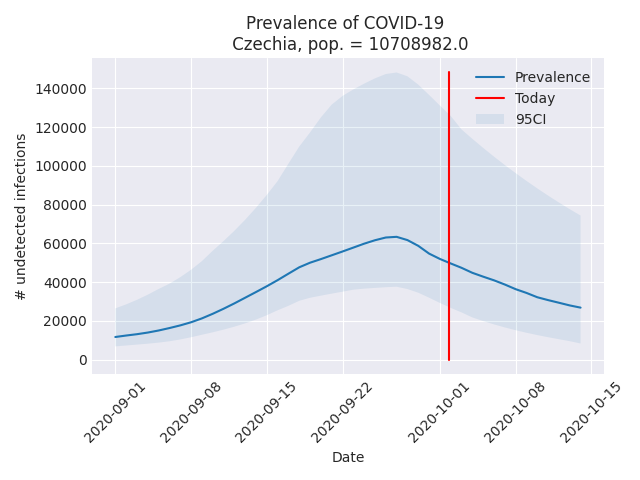 Prevalence of COVID-19
Czechia, pop. = 10708982.0
Prevalence
Today
95CI
# undetected infections
140000
120000
100000
80000
60000
40000
20000
0
2020-09-01
2020-09-08
2020-09-15
2020-09-22
2020-10-01
2020-10-08
2020-10-15
Date